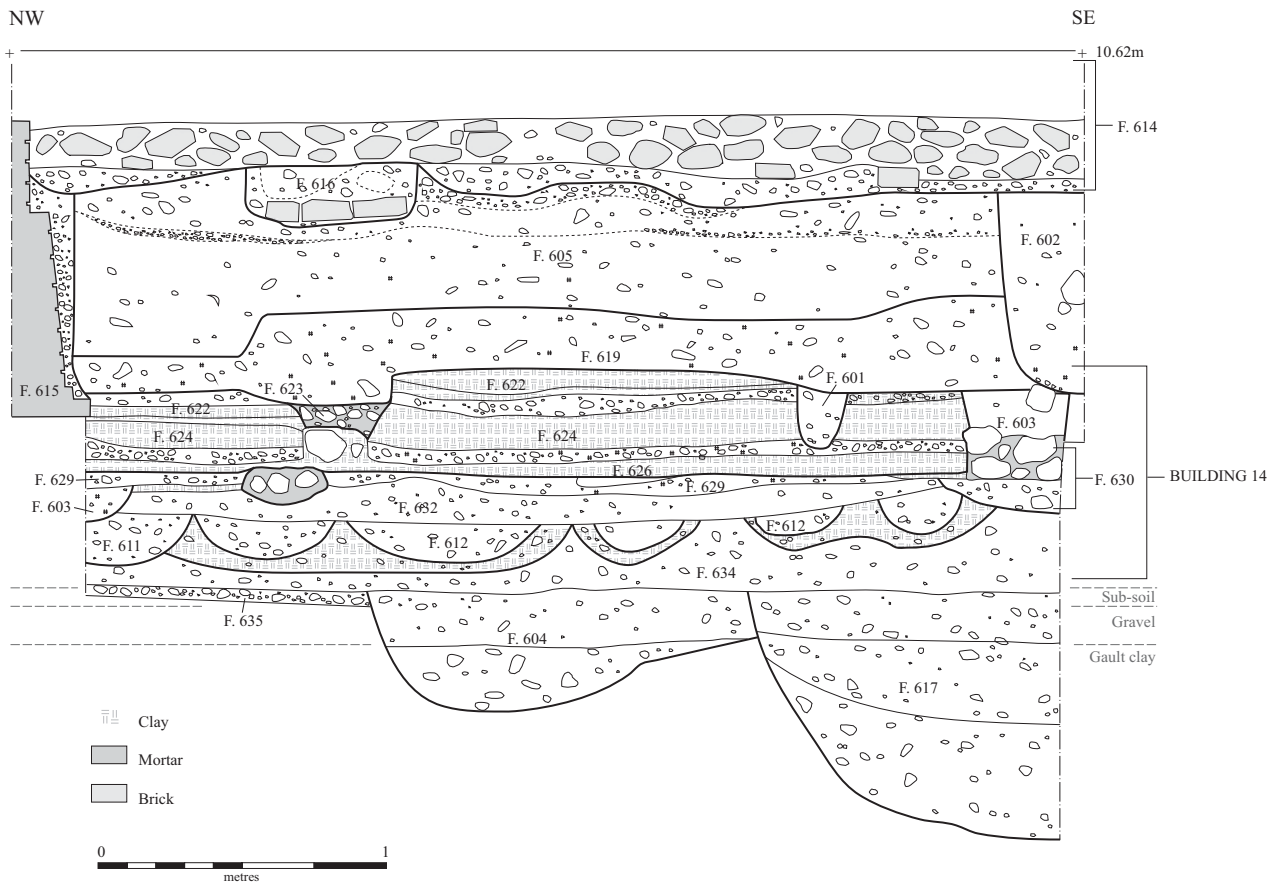 NW
SE
10.62m
F. 614
F. 616
F. 602
F. 605
F. 619
F. 615
F. 623
F. 622
F. 601
F. 622
F. 603
F. 624
F. 624
F. 626
F. 629
F. 629
F. 630
BUILDING 14
F. 603
F. 632
F. 612
F. 611
F. 612
F. 634
Sub-soil
F. 635
Gravel
F. 604
Gault clay
F. 617
Clay
Mortar
Brick
0
1
metres